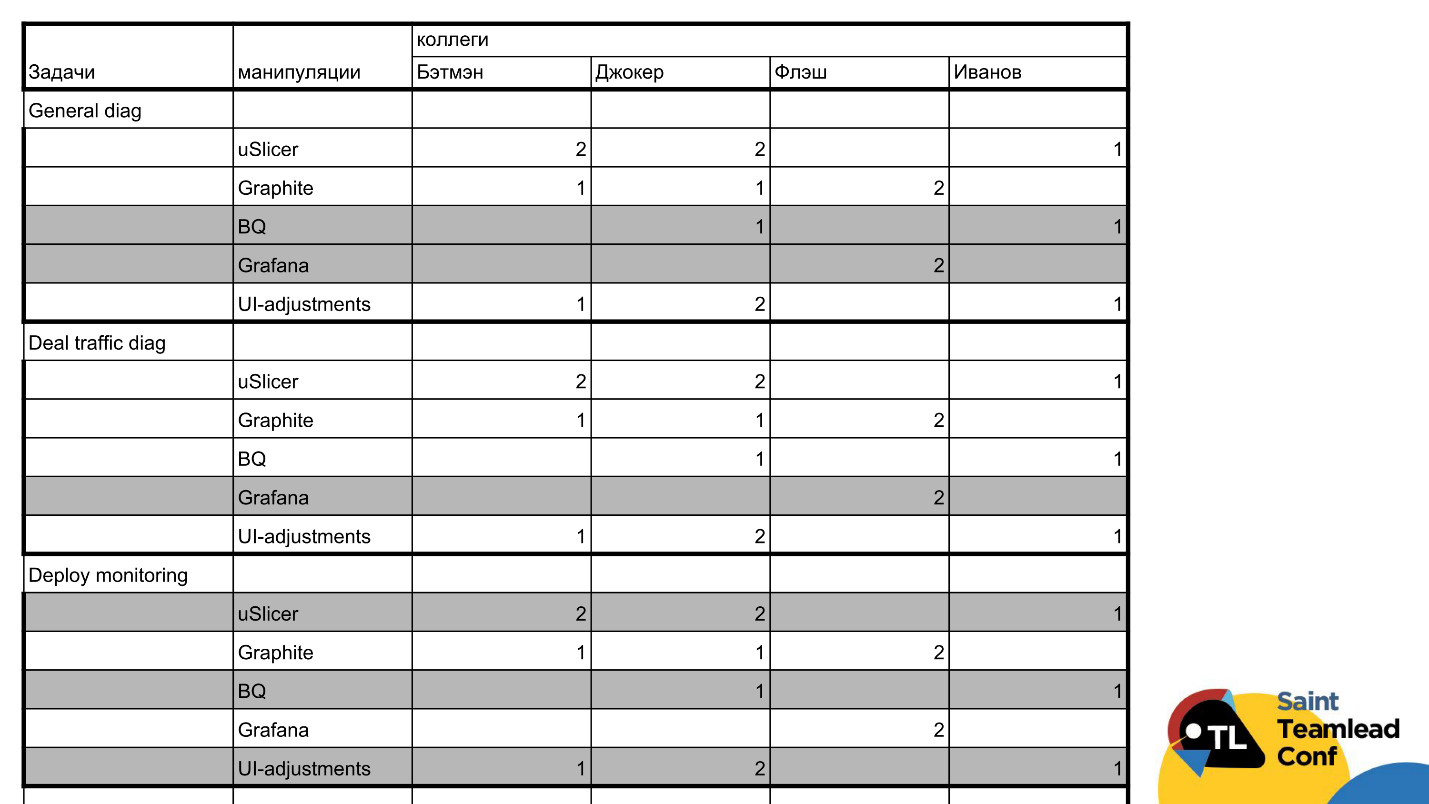 коллеги
Задачи манипуляции Бэтмэн Джокер Флэш Иванов
General diag
uSlicer 2 2 1
Graphite 1 1 2
BQ 1 1
Grafana 2
UI-adjustments 1 2 1
Deal traffic diag
uSlicer 2 2 1
Graphite 1 1 2
BQ 1 1
Grafana 2
UI-adjustments 1 2 1
Deploy monitoring
uSlicer 2 2 1
Graphite 1 1 2
BQ 1 1
Grafana 2
UI-adjustments 1 2 1
TL
Saint
Teamlead
Conf